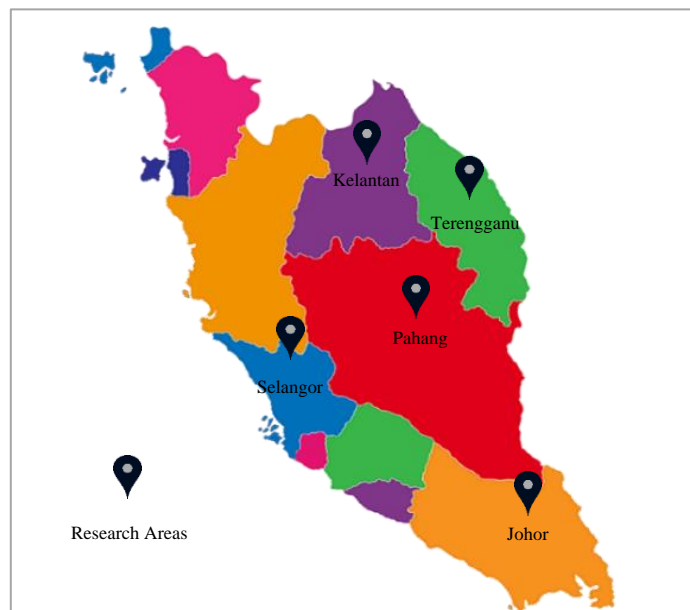 Kelantan
Terengganu
Pahang
Selangor
Research Areas
Johor